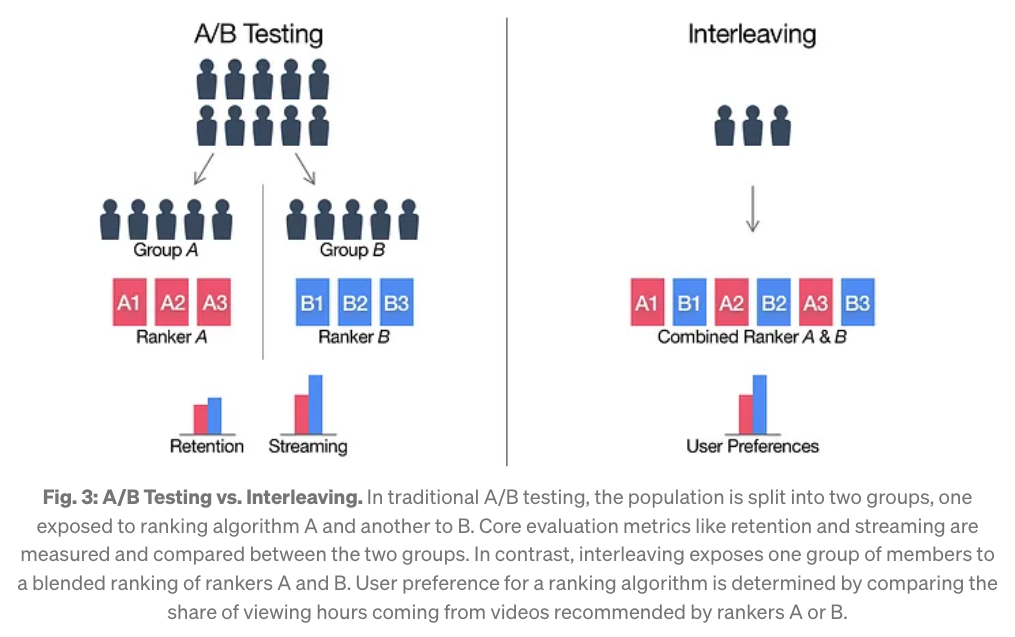 A/B Testing
Interleaving
Group A
Group B
A1 A2 A3
B1 B2 B3
A1 B1 A2 B2 A3 B3
Ranker A
Ranker B
Combined Ranker A & B
Retention
Streaming
User Preferences
Fig. 3: A/B Testing vs. Interleaving. In traditional A/B testing, the population is split into two groups, one
exposed to ranking algorithm A and another to B. Core evaluation metrics like retention and streaming are
measured and compared between the two groups. In contrast, interleaving exposes one group of members to
a blended ranking of rankers A and B. User preference for a ranking algorithm is determined by comparing the
share of viewing hours coming from videos recommended by rankers A or B.